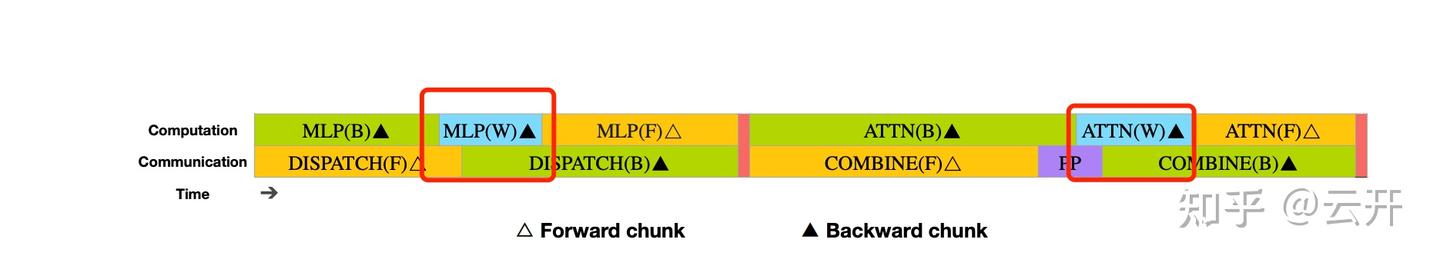 Computation MLP(B)▲ MLP(W)▲ MLP(F)△ ATTN(B)▲ ATTN(W)▲ ATTN(F)△
Communication DISPATCH(F)△ DISPATCH(B)▲ COMBINE(F)△ PP COMBINE(B)▲
Time ➔
△ Forward chunk ▲ Backward chunk
知乎 @云开